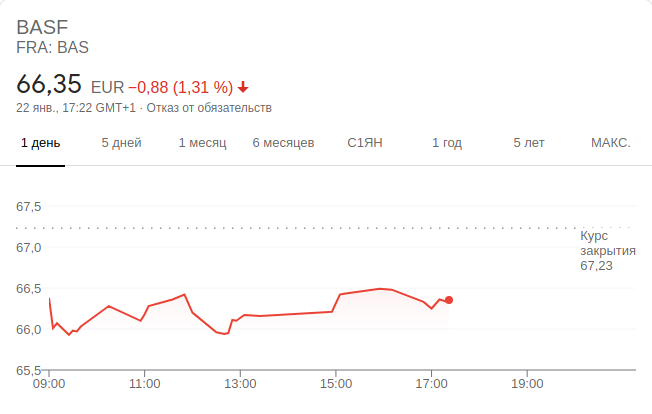 BASF
FRA: BAS
66,35 EUR −0,88 (1,31 %)
22 янв., 17:22 GMT+1 · Отказ от обязательств
1 день 5 дней 1 месяц 6 месяцев С1ЯН 1 год 5 лет МАКС.
67,5
Курс
закрытия
67,23
67,0
66,5
66,0
65,5
09:00 11:00 13:00 15:00 17:00 19:00